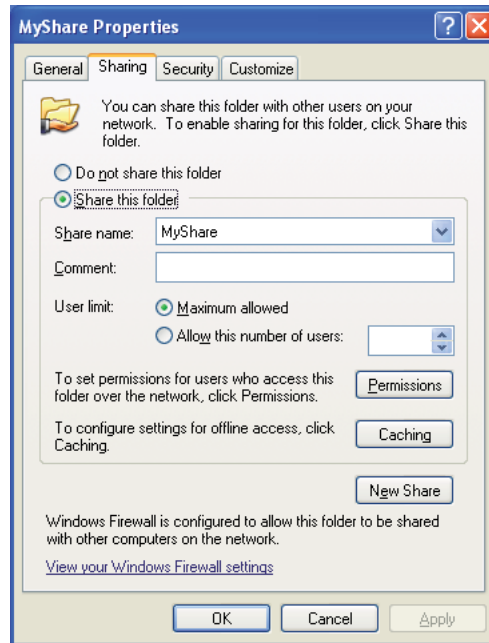 MyShare Properties
General Sharing Security Customize
You can share this folder with other users on your
network. To enable sharing for this folder, click Share this
folder.
Do not share this folder
Share this folder
Share name: MyShare
Comment:
User limit: Maximum allowed
Allow this number of users:
To set permissions for users who access this
folder over the network, click Permissions.
Permissions
To configure settings for offline access, click
Caching.
Caching
New Share
Windows Firewall is configured to allow this folder to be shared
with other computers on the network.
View your Windows Firewall settings
OK Cancel Apply